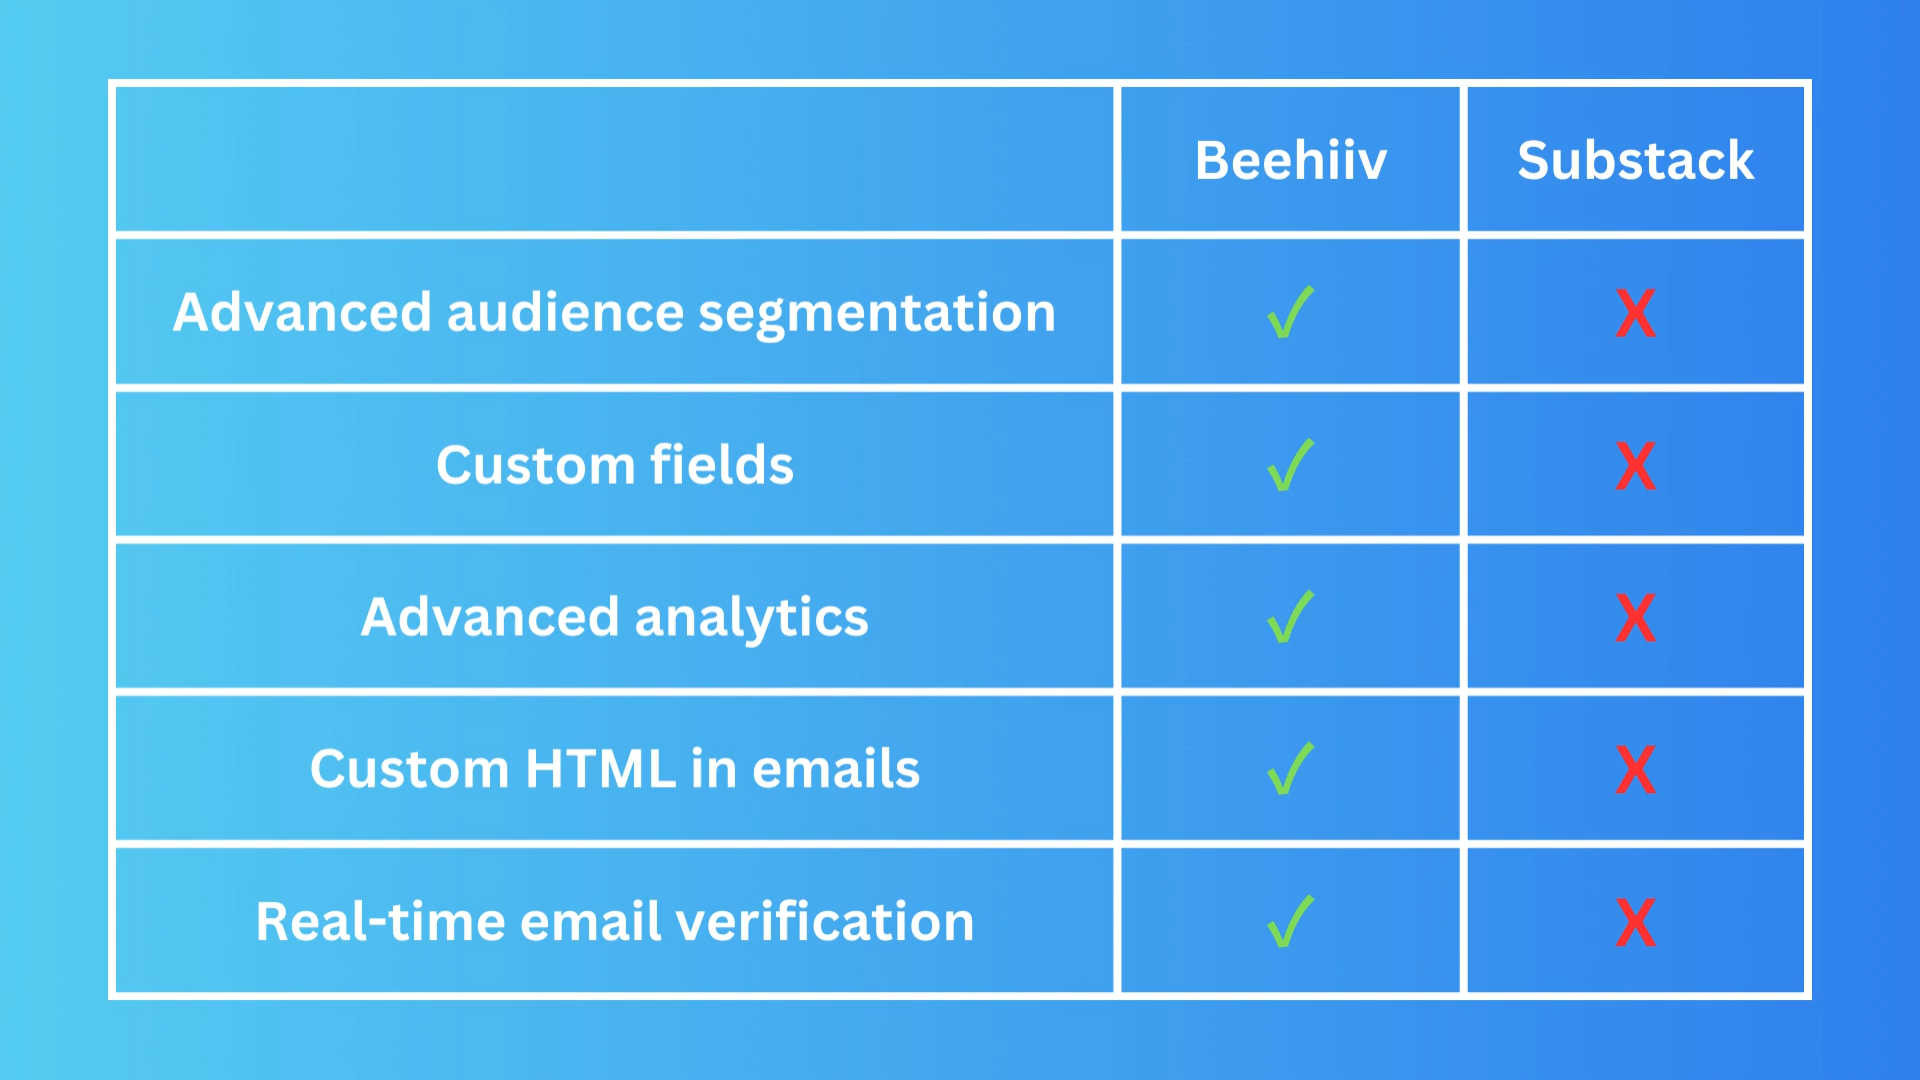 Beehiiv Substack
Advanced audience segmentation ✓ X
Custom fields ✓ X
Advanced analytics ✓ X
Custom HTML in emails ✓ X
Real-time email verification ✓ X